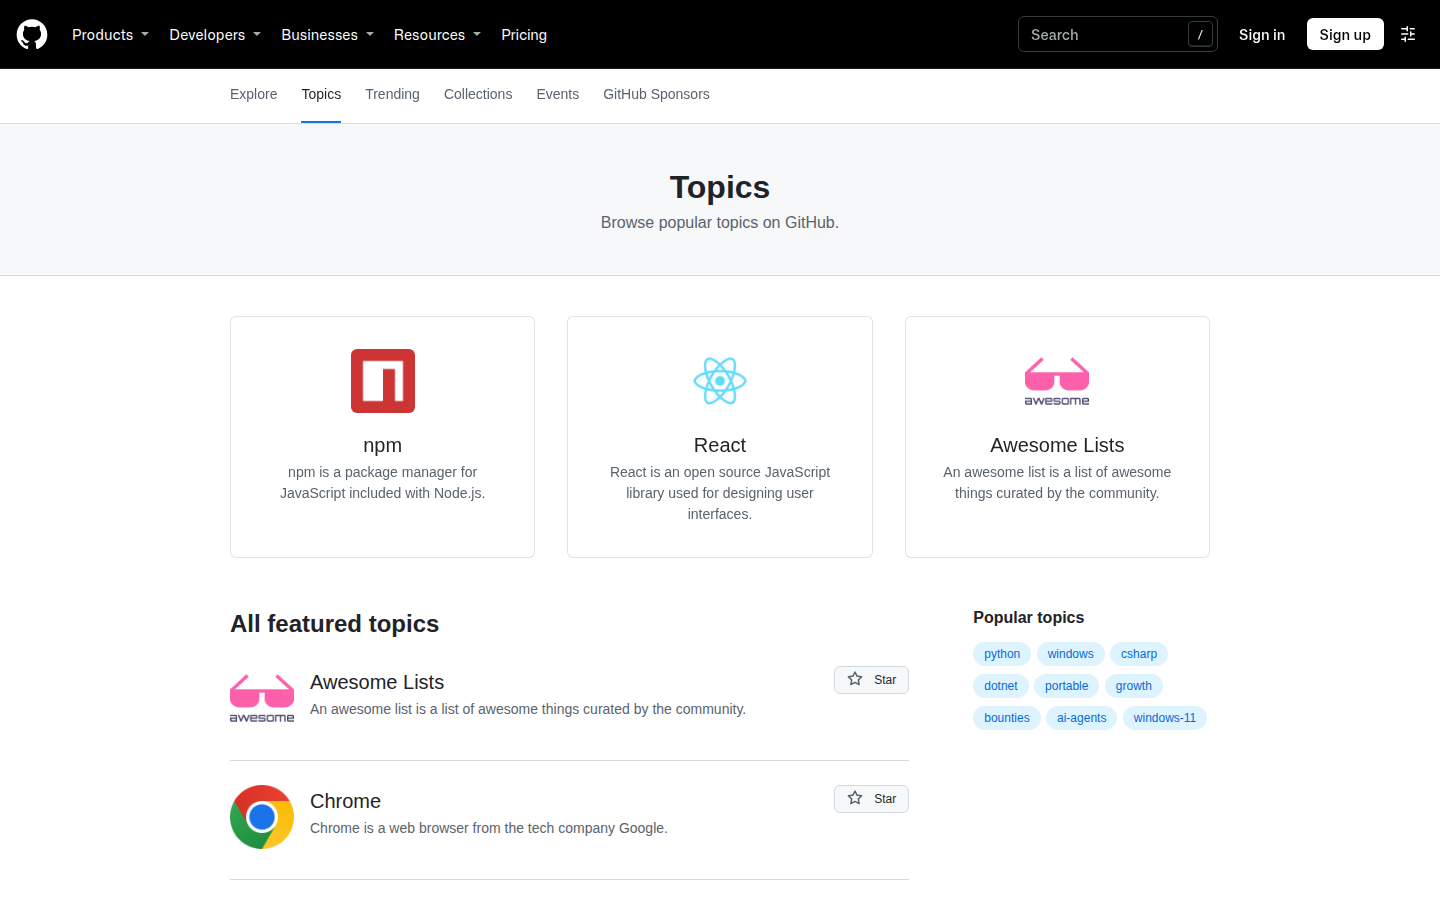 Products
Developers
Businesses
Resources
Pricing
Search
/
Sign in
Sign up
Explore
Topics
Trending
Collections
Events
GitHub Sponsors
Topics
Browse popular topics on GitHub.
npm
npm is a package manager for
JavaScript included with Node.js.
React
React is an open source JavaScript
library used for designing user
interfaces.
awesome
Awesome Lists
An awesome list is a list of awesome
things curated by the community.
All featured topics
awesome
Awesome Lists
An awesome list is a list of awesome things curated by the community.
Star
Chrome
Chrome is a web browser from the tech company Google.
Star
Popular topics
python
windows
csharp
dotnet
portable
growth
bounties
ai-agents
windows-11